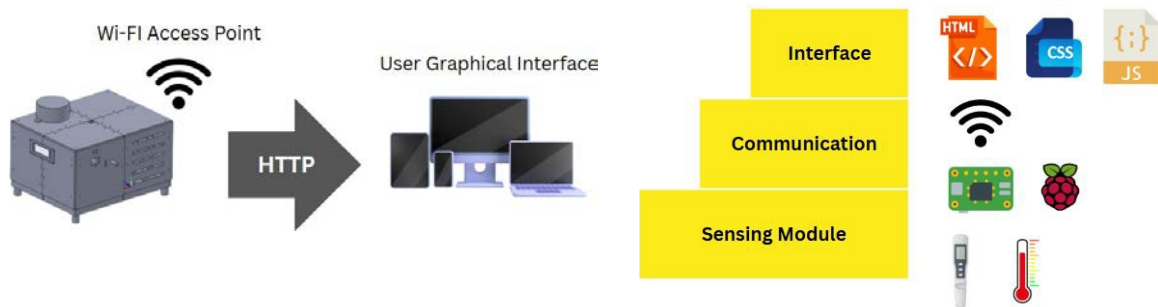 Wi-FI Access Point
User Graphical Interface
HTTP
Interface
Communication
Sensing Module
HTML
</>
CSS
{;}
JS